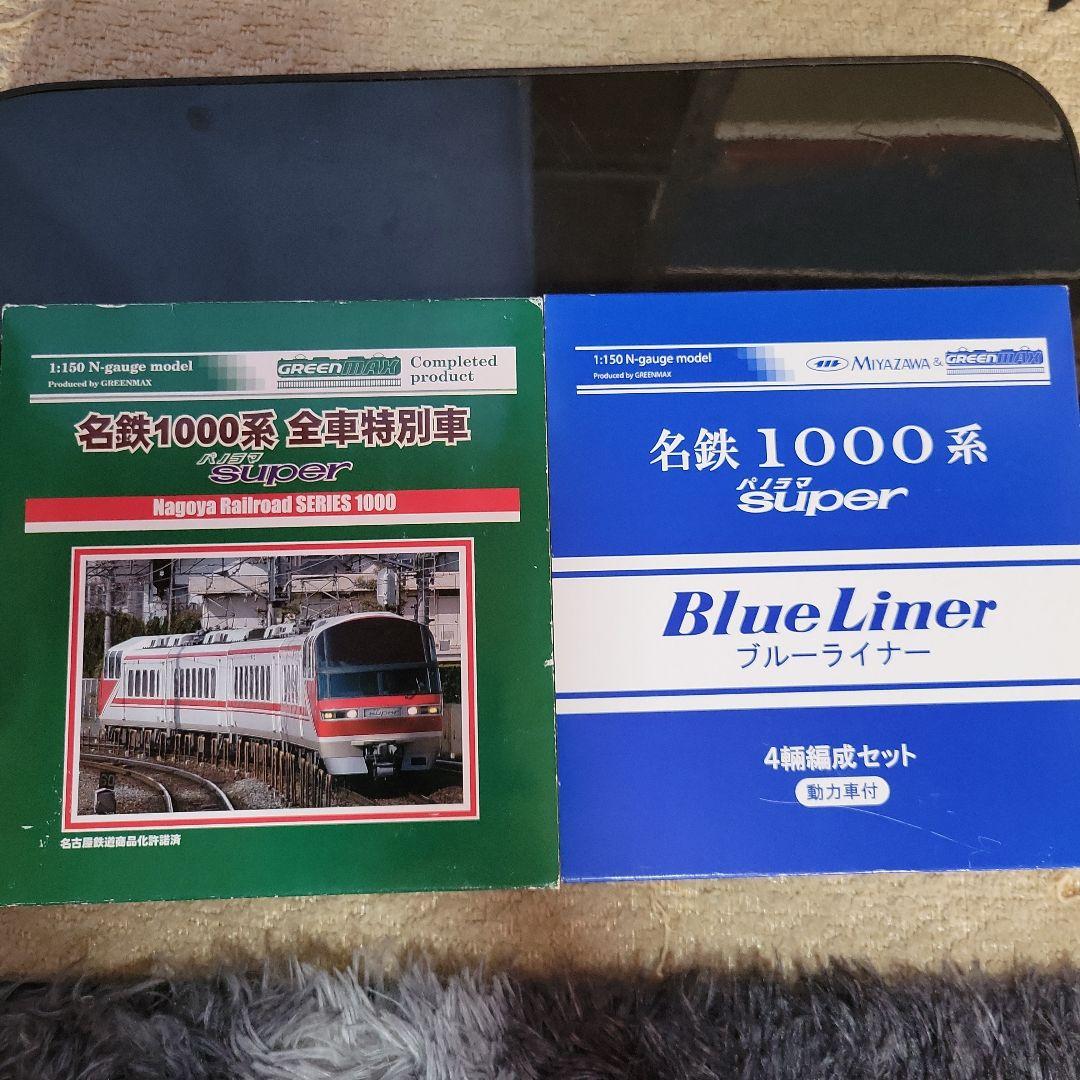 1:150 N-gauge model
Produced by GREENMAX
GREENMAX
Completed product
名鉄1000系 全車特別車
パノラマ
super
Nagoya Railroad SERIES 1000
super
名古屋鉄道商品化許諾済
1:150 N-gauge model
Produced by GREENMAX
MIYAZAWA & GREENMAX
名鉄 1000 系
パノラマ
super
Blue Liner
ブルーライナー
4輌編成セット
動力車付